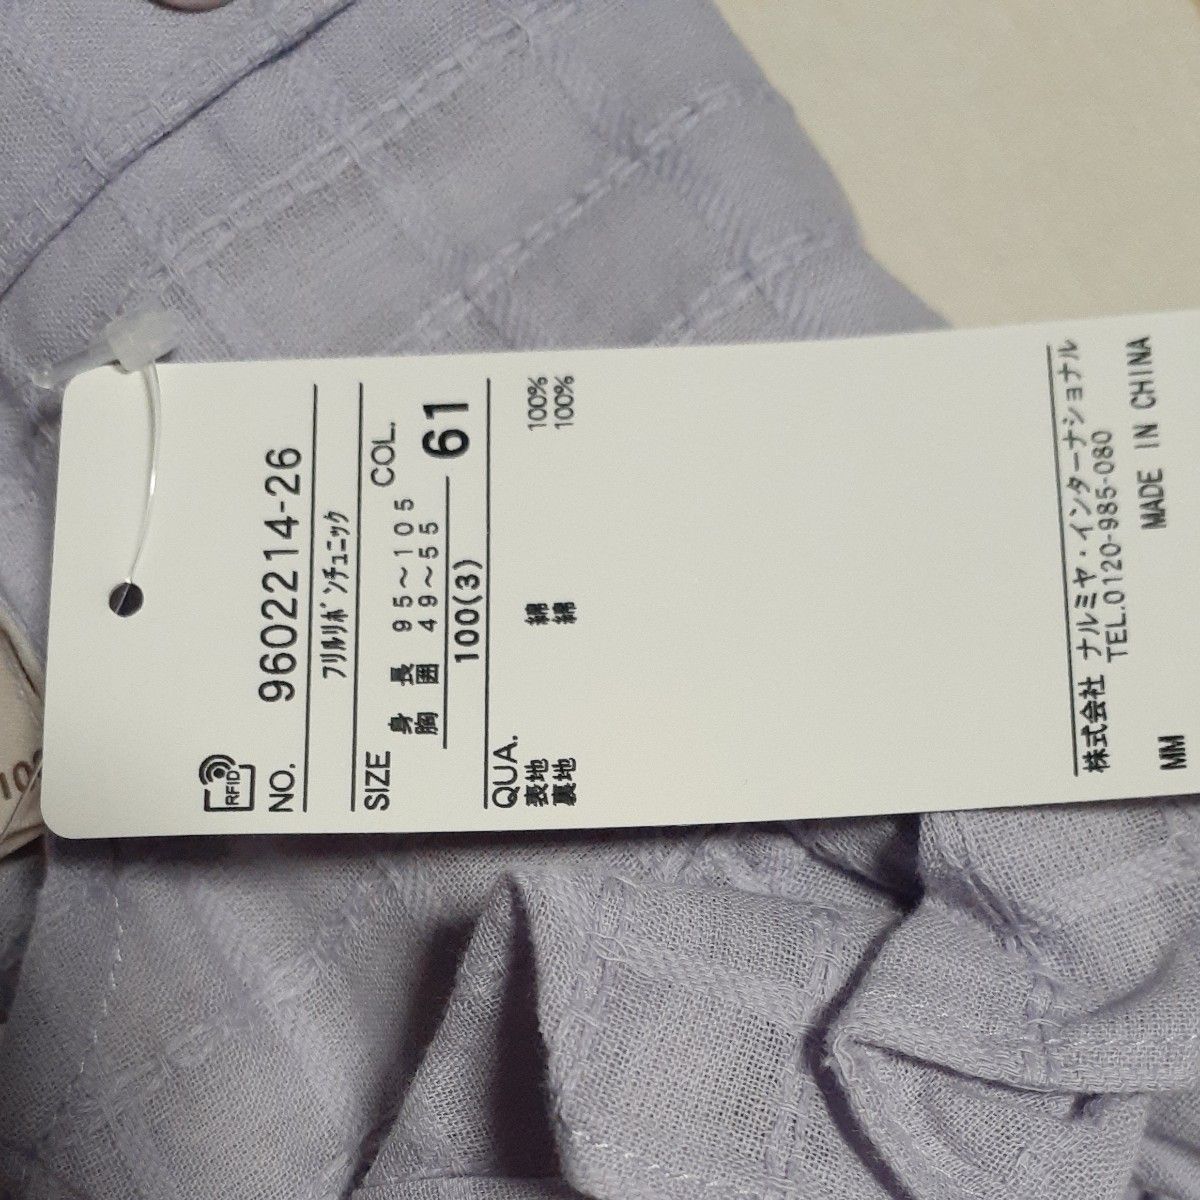 RFID
NO. 960221 4-26
フリルリボンチュニック
SIZE COL.
身長 95～105
胸囲 49～55
100(3) 61
QUA.
表地 綿 100%
裏地 綿 100%
株式会社 ナルミヤ・インターナショナル
TEL.0120-985-080
MM MADE IN CHINA